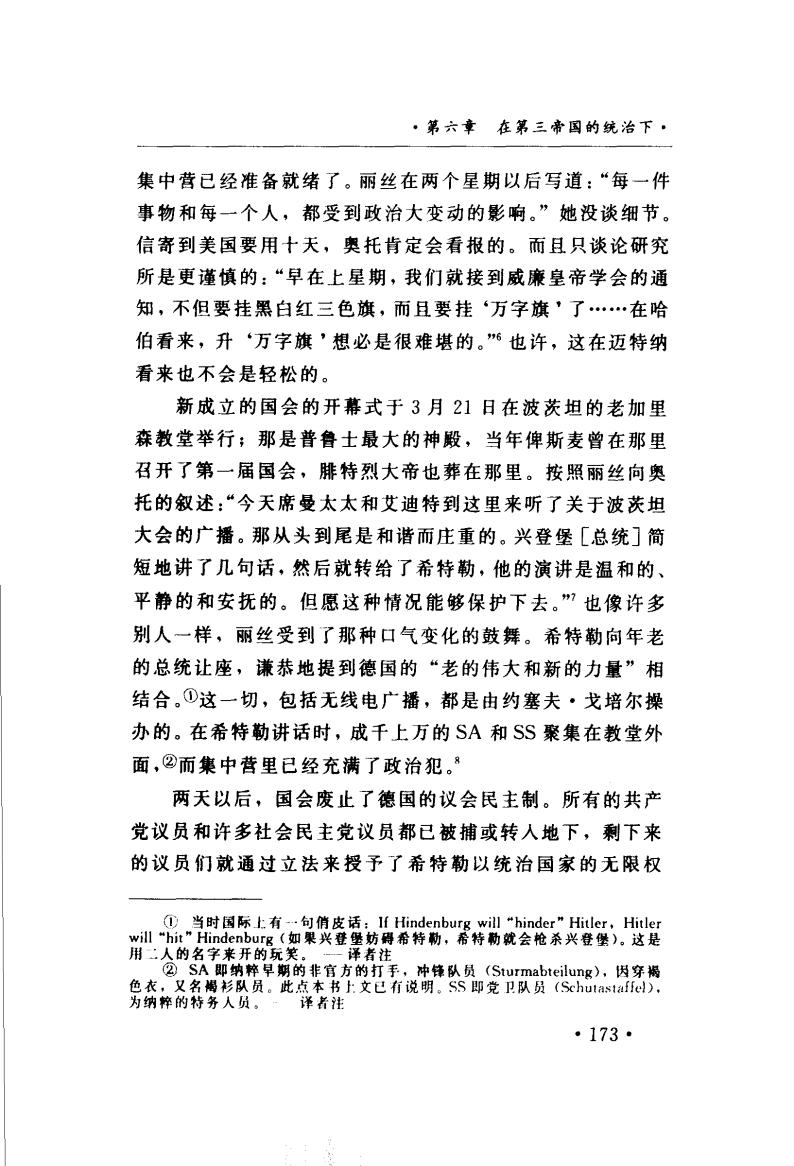 ·第六章　在第三帝国的统治下·
集中营已经准备就绪了。丽丝在两个星期以后写道：“每一件
事物和每一个人，都受到政治大变动的影响。”她没谈细节。
信寄到美国要用十天，奥托肯定会看报的。而且只谈论研究
所是更谨慎的：“早在上星期，我们就接到威廉皇帝学会的通
知，不但要挂黑白红三色旗，而且要挂‘万字旗’了……在哈
伯看来，升‘万字旗’想必是很难堪的。”6 也许，这在迈特纳
看来也不会是轻松的。
新成立的国会的开幕式于 3 月 21 日在波茨坦的老加里
森教堂举行；那是普鲁士最大的神殿，当年俾斯麦曾在那里
召开了第一届国会，腓特烈大帝也葬在那里。按照丽丝向奥
托的叙述：“今天席曼太太和艾迪特到这里来听了关于波茨坦
大会的广播。那从头到尾是和谐而庄重的。兴登堡［总统］简
短地讲了几句话，然后就转给了希特勒，他的演讲是温和的、
平静的和安抚的。但愿这种情况能够保护下去。”7 也像许多
别人一样，丽丝受到了那种口气变化的鼓舞。希特勒向年老
的总统让座，谦恭地提到德国的“老的伟大和新的力量”相
结合。①这一切，包括无线电广播，都是由约塞夫·戈培尔操
办的。在希特勒讲话时，成千上万的 SA 和 SS 聚集在教堂外
面，②而集中营里已经充满了政治犯。8
两天以后，国会废止了德国的议会民主制。所有的共产
党议员和许多社会民主党议员都已被捕或转入地下，剩下来
的议员们就通过立法来授予了希特勒以统治国家的无限权
① 当时国际上有一句俏皮话：If Hindenburg will “hinder” Hitler, Hitler
will “hit” Hindenburg（如果兴登堡妨碍希特勒，希特勒就会枪杀兴登堡）。这是
用二人的名字来开的玩笑。——译者注
② SA 即纳粹早期的非官方的打手，冲锋队员（Sturmabteilung），因穿褐
色衣，又名褐衫队员。此点本书上文已有说明。SS 即党卫队员（Schutastaffel），
为纳粹的特务人员。 译者注
·173·